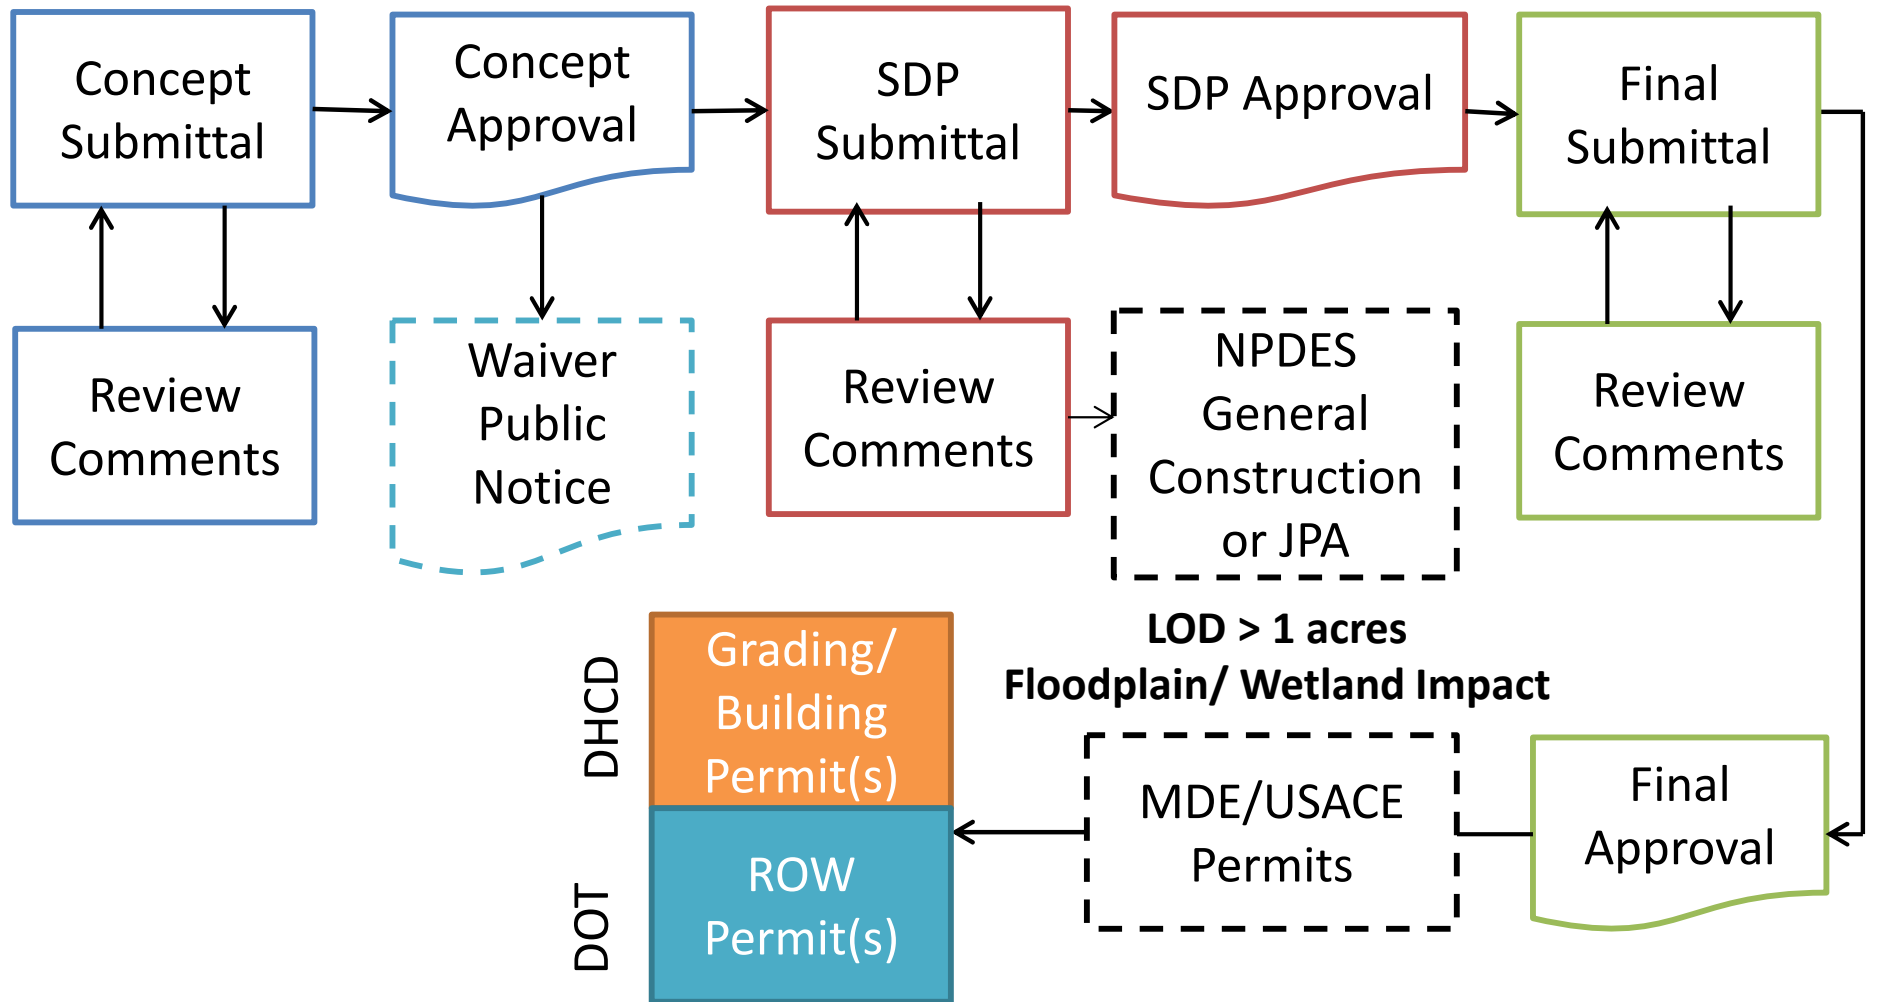 Concept
Submittal
Concept
Approval
SDP
Submittal
SDP Approval
Final
Submittal
Review
Comments
Waiver
Public
Notice
Review
Comments
NPDES
General
Construction
or JPA
Review
Comments
LOD > 1 acres
Floodplain/ Wetland Impact
DHCD
Grading/
Building
Permit(s)
DOT
ROW
Permit(s)
MDE/USACE
Permits
Final
Approval